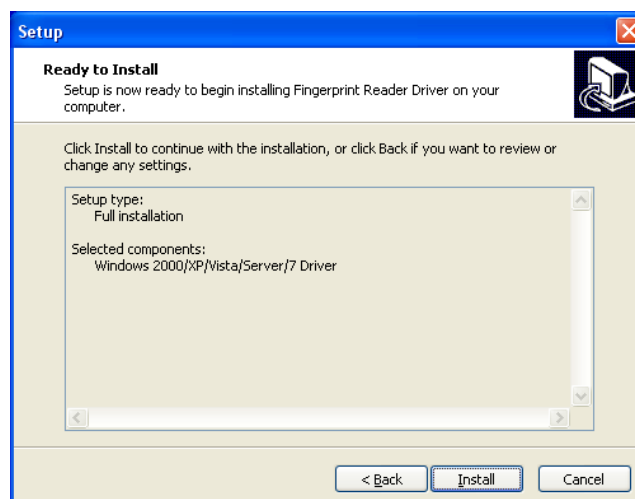 Setup
Ready to Install
Setup is now ready to begin installing Fingerprint Reader Driver on your
computer.
Click Install to continue with the installation, or click Back if you want to review or
change any settings.
Setup type:
Full installation
Selected components:
Windows 2000/XP/Vista/Server/7 Driver
< Back
Install
Cancel